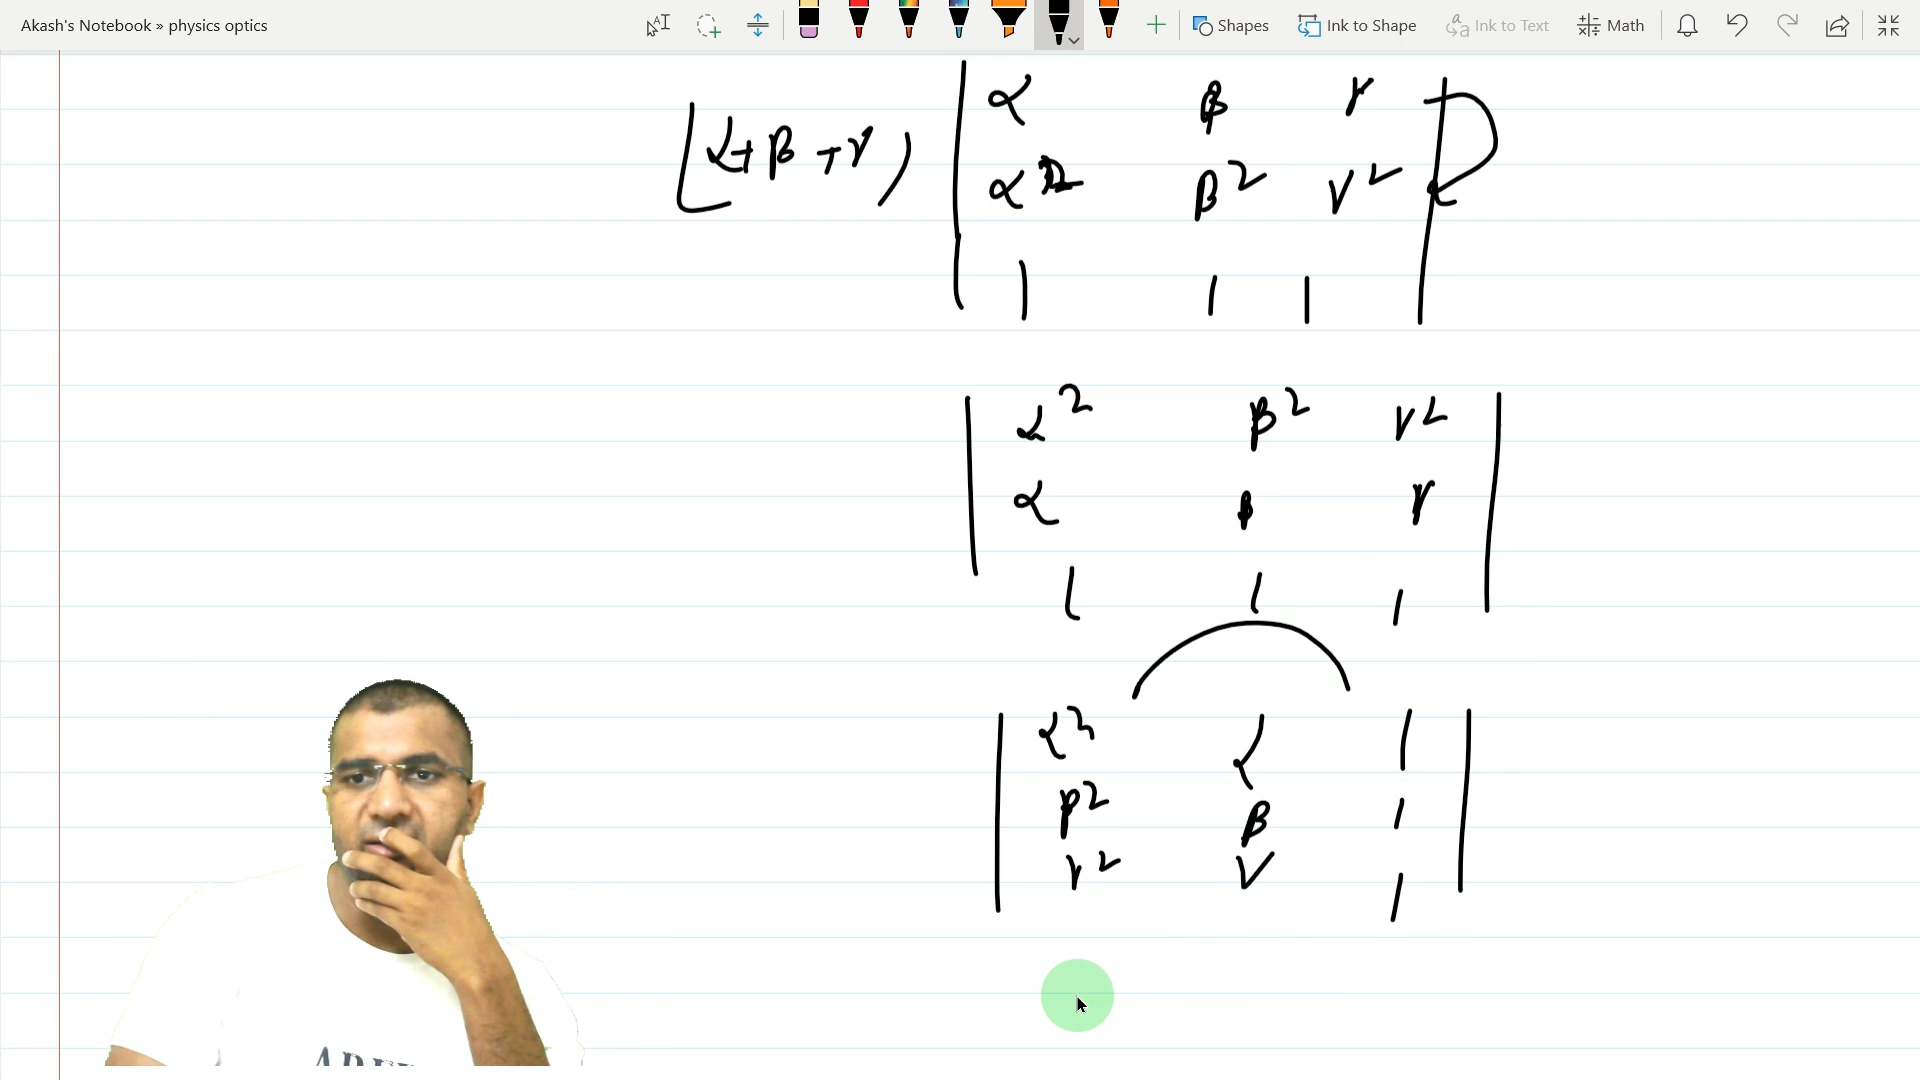 Akash's Notebook » physics optics
Shapes Ink to Shape Ink to Text Math
α β γ
(α+β+γ)
α² β² γ²
1 1 1
α² β² γ²
α β γ
1 1 1
α² α 1
β² β 1
γ² γ 1